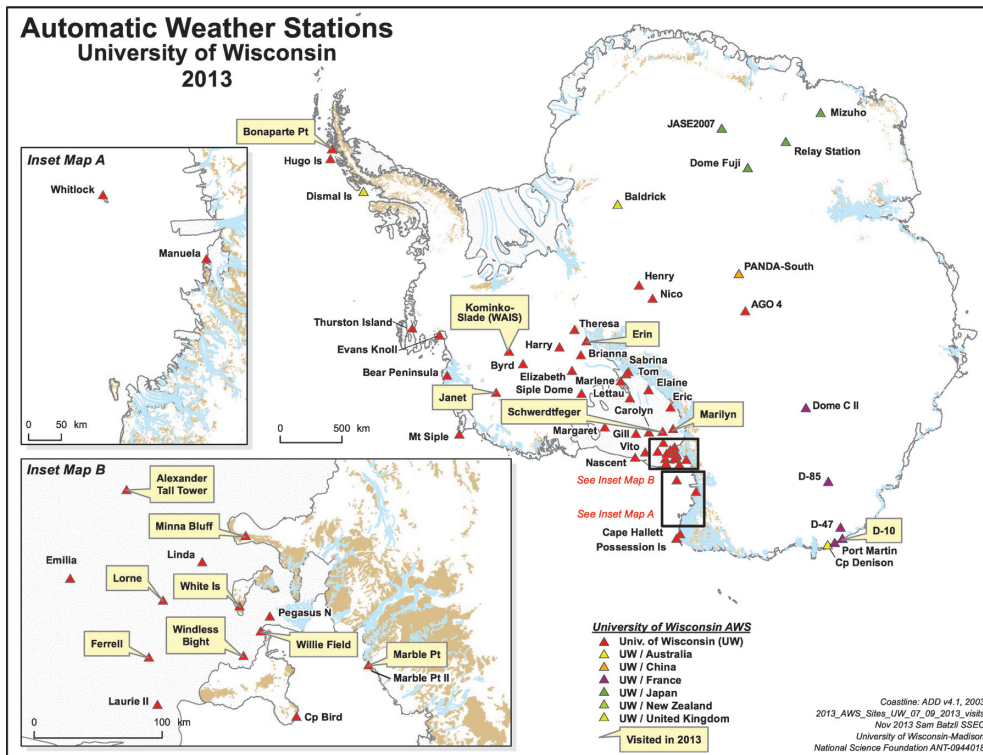 Automatic Weather Stations
University of Wisconsin
2013
Bonaparte Pt
Hugo Is
Dismal Is
JASE2007
Mizuho
Relay Station
Dome Fuji
Baldrick
PANDA-South
AGO 4
Henry
Nico
Thurston Island
Evans Knoll
Bear Peninsula
Kominko-
Slade (WAIS)
Theresa
Harry
Erin
Brianna
Byrd
Elizabeth
Siple Dome
Sabrina
Tom
Marlene
Lettau
Elaine
Janet
Carolyn
Eric
Schwerdtfeger
Marilyn
Dome C II
Mt Siple
Margaret
Gill
Vito
Nascent
See Inset Map B
See Inset Map A
Cape Hallett
Possession Is
D-85
D-47
D-10
Port Martin
Cp Denison
0
500 km
Inset Map A
Whitlock
Manuela
0
50 km
Inset Map B
Alexander
Tall Tower
Minna Bluff
Emilia
Linda
Lorne
White Is
Pegasus N
Windless
Bight
Willie Field
Ferrell
Marble Pt
Marble Pt II
Laurie II
Cp Bird
0
100 km
University of Wisconsin AWS
Univ. of Wisconsin (UW)
UW / Australia
UW / China
UW / France
UW / Japan
UW / New Zealand
UW / United Kingdom
Visited in 2013
Coastline: ADD v4.1, 2003
2013_AWS_Sites_UW_07_09_2013_visits
Nov 2013 Sam Batzli SSEC
University of Wisconsin-Madison
National Science Foundation ANT-0944018